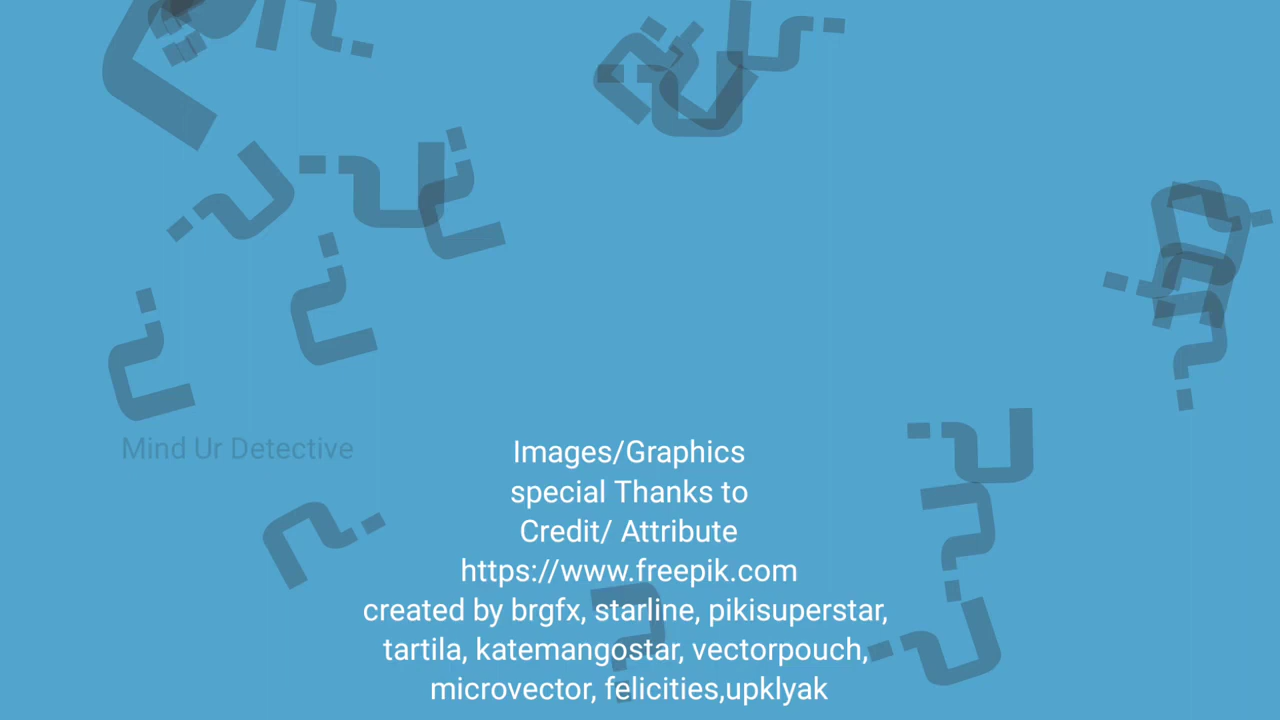 Mind Ur Detective
Images/Graphics
special Thanks to
Credit/ Attribute
https://www.freepik.com
created by brgfx, starline, pikisuperstar,
tartila, katemangostar, vectorpouch,
microvector, felicities,upklyak